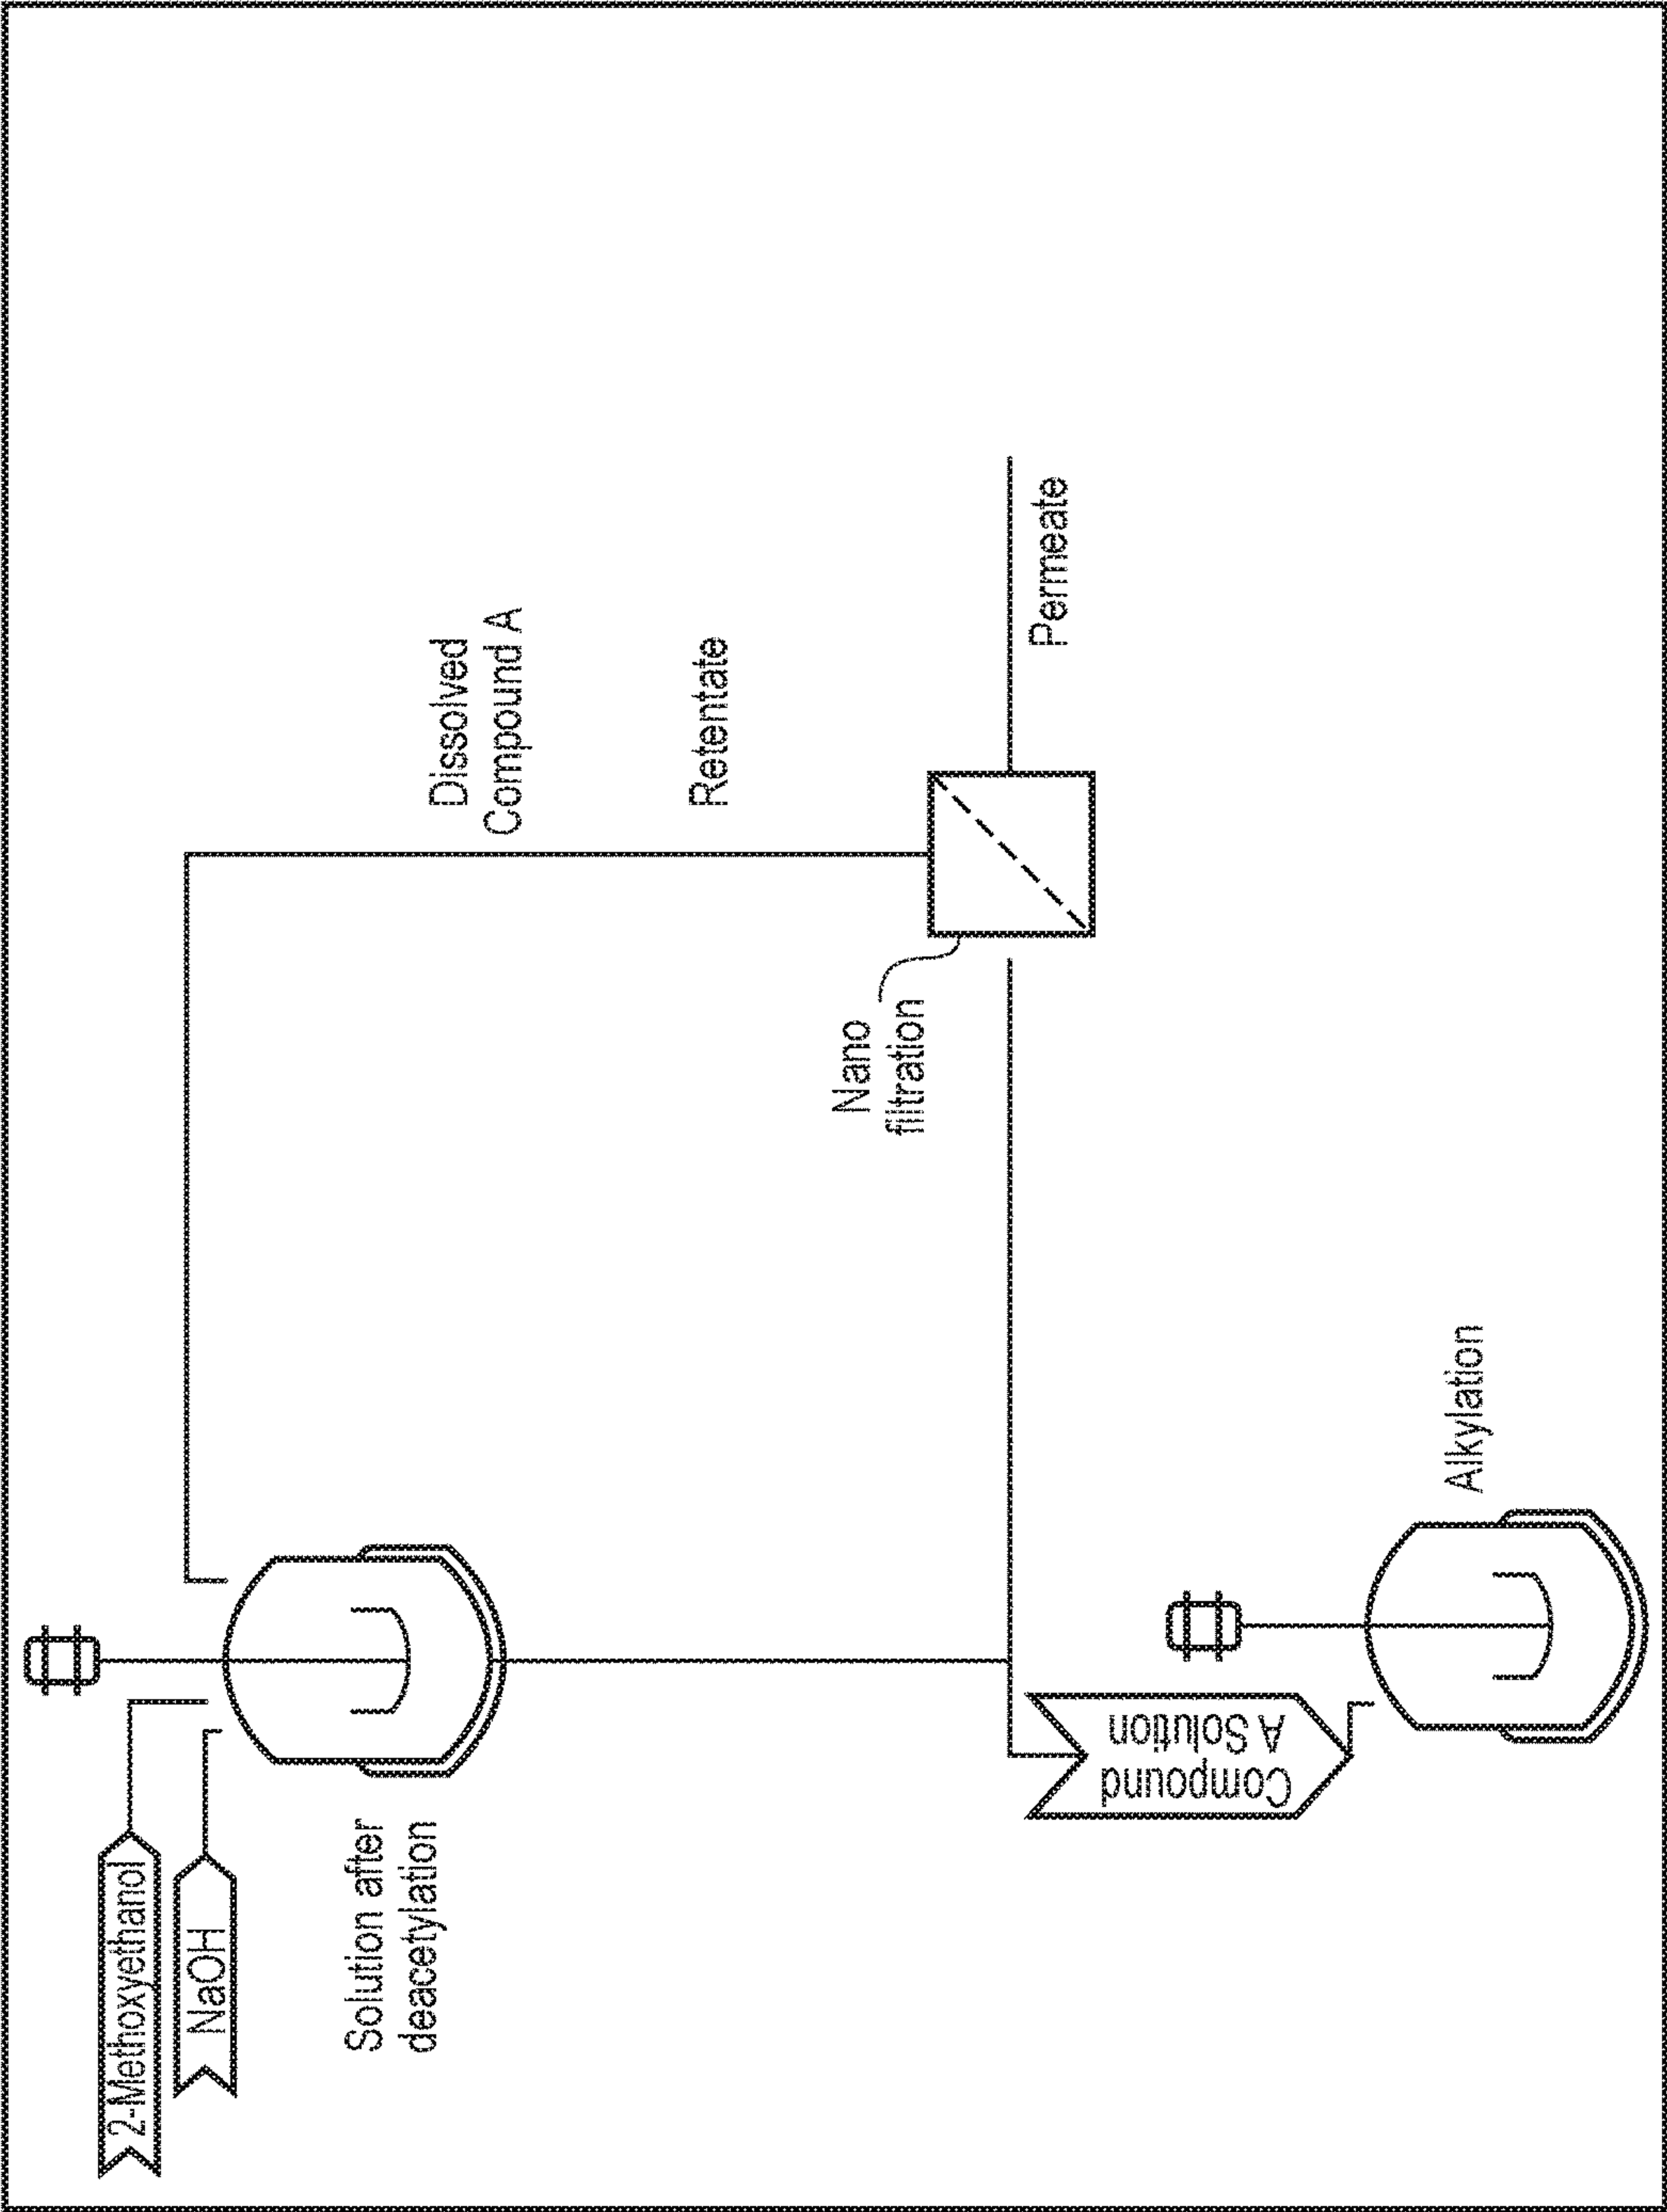 2-Methoxyethanol
NaOH
Solution after
deacetylation
Dissolved
Compound A
Retentate
Nano
filtration
Permeate
Compound
A Solution
Alkylation